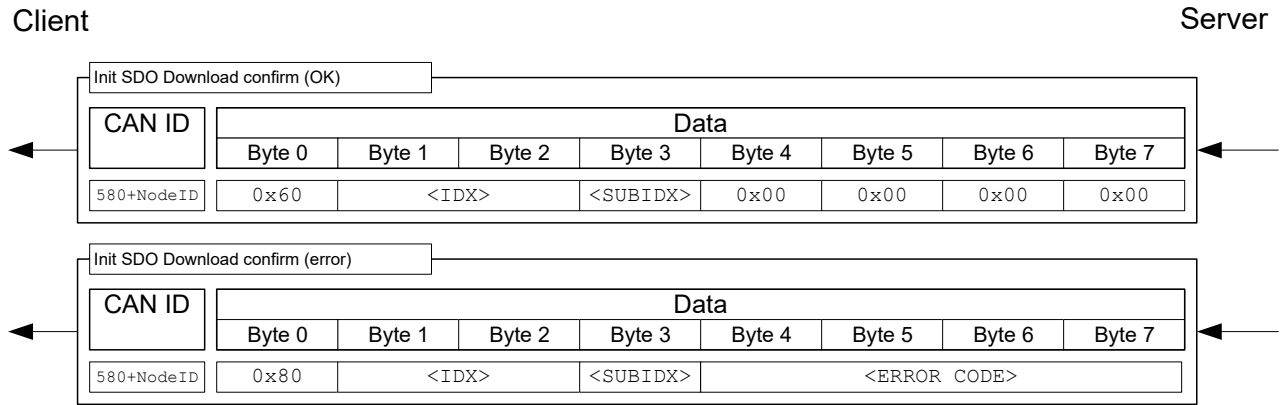 Client Server
Init SDO Download confirm (OK)
CAN ID Data
Byte 0 Byte 1 Byte 2 Byte 3 Byte 4 Byte 5 Byte 6 Byte 7
580+NodeID 0x60 <IDX> <SUBIDX> 0x00 0x00 0x00 0x00
Init SDO Download confirm (error)
CAN ID Data
Byte 0 Byte 1 Byte 2 Byte 3 Byte 4 Byte 5 Byte 6 Byte 7
580+NodeID 0x80 <IDX> <SUBIDX> <ERROR CODE>